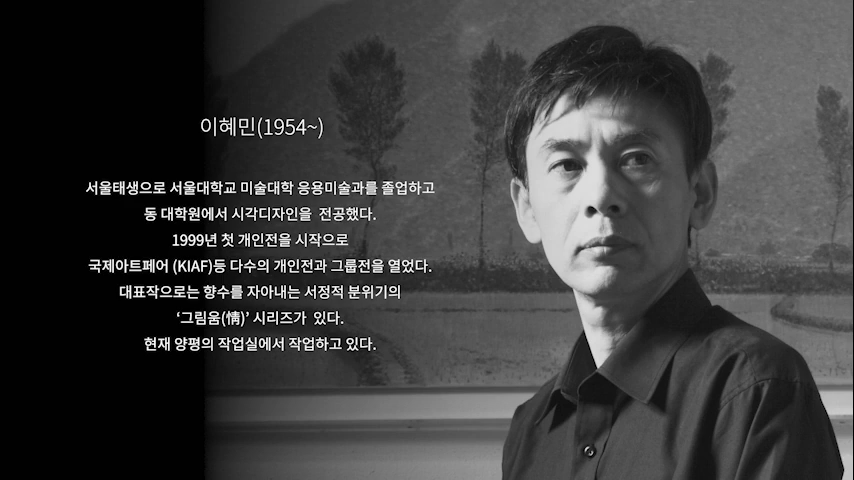 이혜민(1954~)
서울태생으로 서울대학교 미술대학 응용미술과를 졸업하고
동 대학원에서 시각디자인을 전공했다.
1999년 첫 개인전을 시작으로
국제아트페어 (KIAF)등 다수의 개인전과 그룹전을 열었다.
대표작으로는 향수를 자아내는 서정적 분위기의
‘그림움(情)’ 시리즈가 있다.
현재 양평의 작업실에서 작업하고 있다.